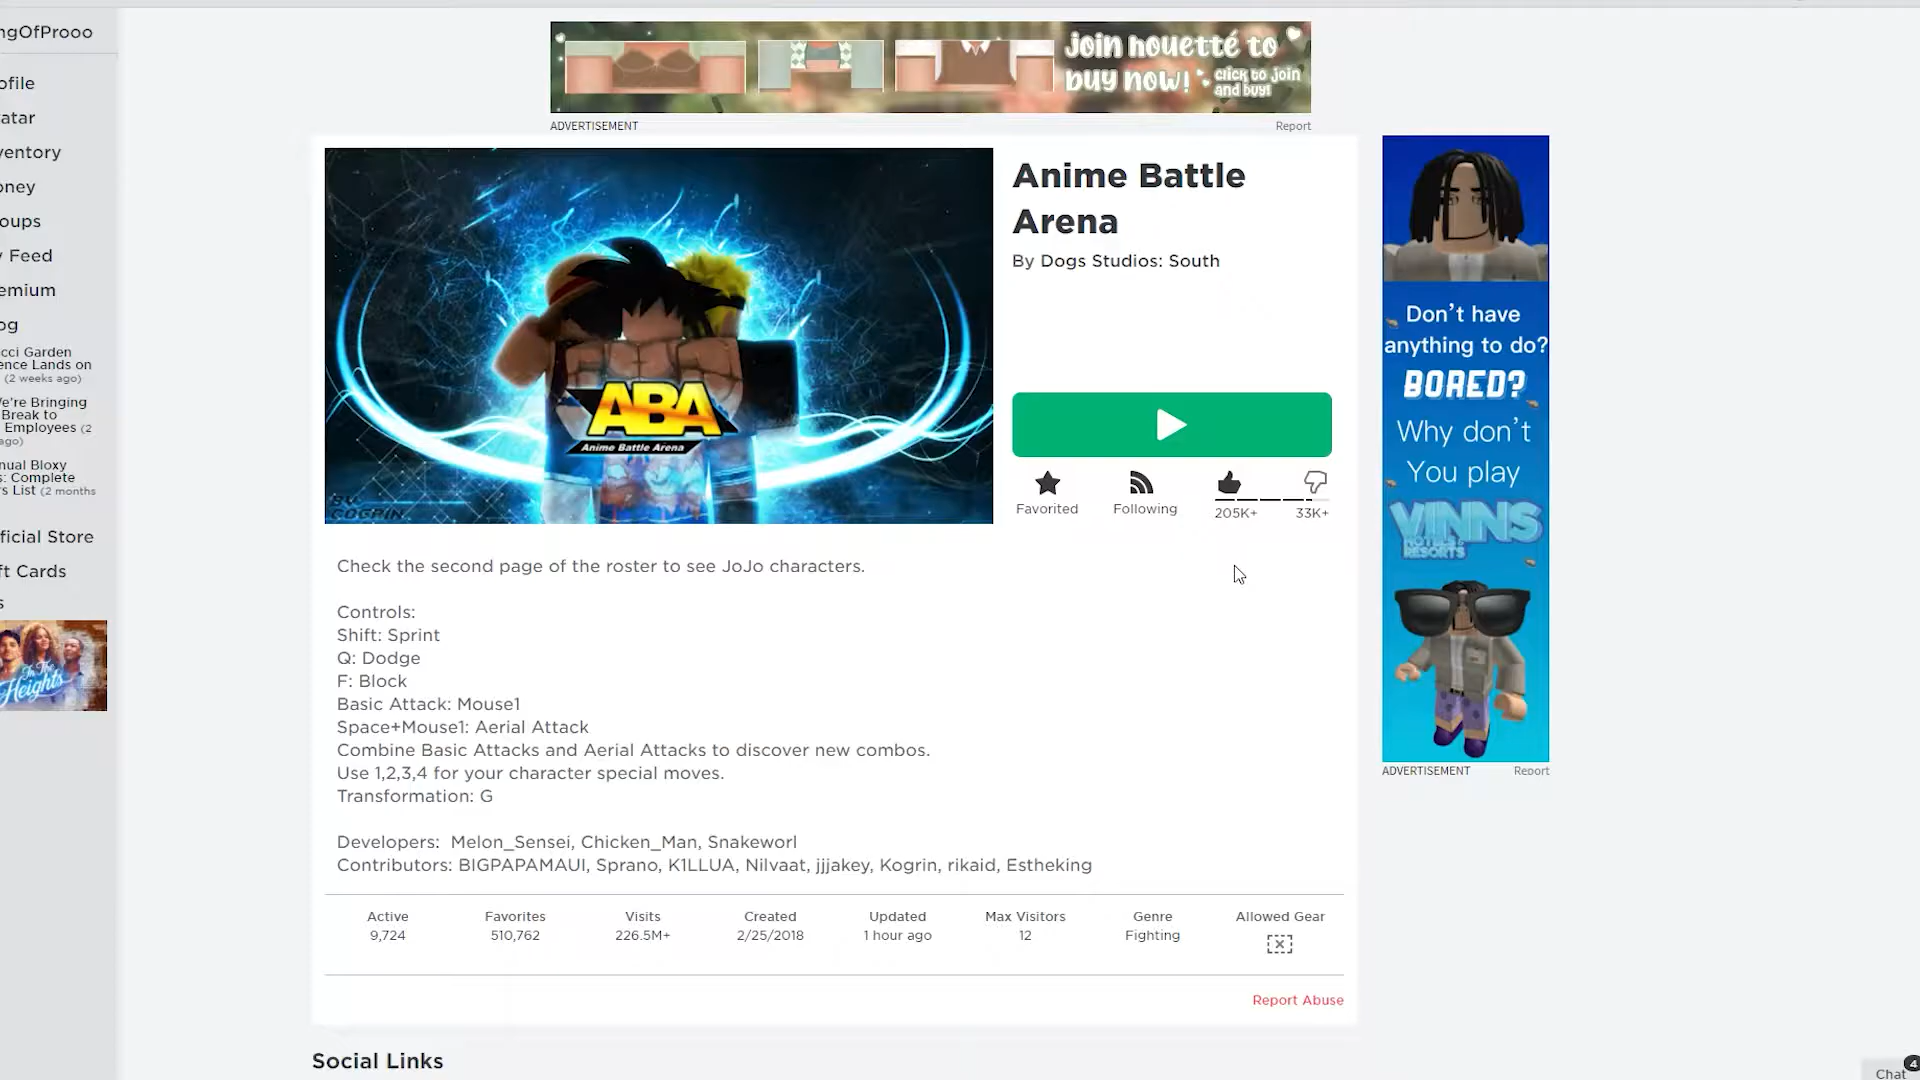 ngOfProoo
ofile
atar
ventory
oney
oups
Feed
emium
og
cci Garden
ence Lands on
(2 weeks ago)
e're Bringing
Break to
Employees (2
ago)
nual Bloxy
s: Complete
s List (2 months
ficial Store
ft Cards
s
In The
Heights
join houetté to
buy now!
click to join
and buy!
ADVERTISEMENT
Report
ABA
Anime Battle Arena
BY
COGPIN
Anime Battle
Arena
By Dogs Studios: South
Favorited
Following
205K+
33K+
Check the second page of the roster to see JoJo characters.
Controls:
Shift: Sprint
Q: Dodge
F: Block
Basic Attack: Mouse1
Space+Mouse1: Aerial Attack
Combine Basic Attacks and Aerial Attacks to discover new combos.
Use 1,2,3,4 for your character special moves.
Transformation: G
Developers:  Melon_Sensei, Chicken_Man, Snakeworl
Contributors: BIGPAPAMAUI, Sprano, K1LLUA, Nilvaat, jjjakey, Kogrin, rikaid, Estheking
Active
9,724
Favorites
510,762
Visits
226.5M+
Created
2/25/2018
Updated
1 hour ago
Max Visitors
12
Genre
Fighting
Allowed Gear
Report Abuse
Social Links
Don't have
anything to do?
BORED?
Why don't
You play
VINNS
HOTELS &
RESORTS
ADVERTISEMENT
Report
Chat
4